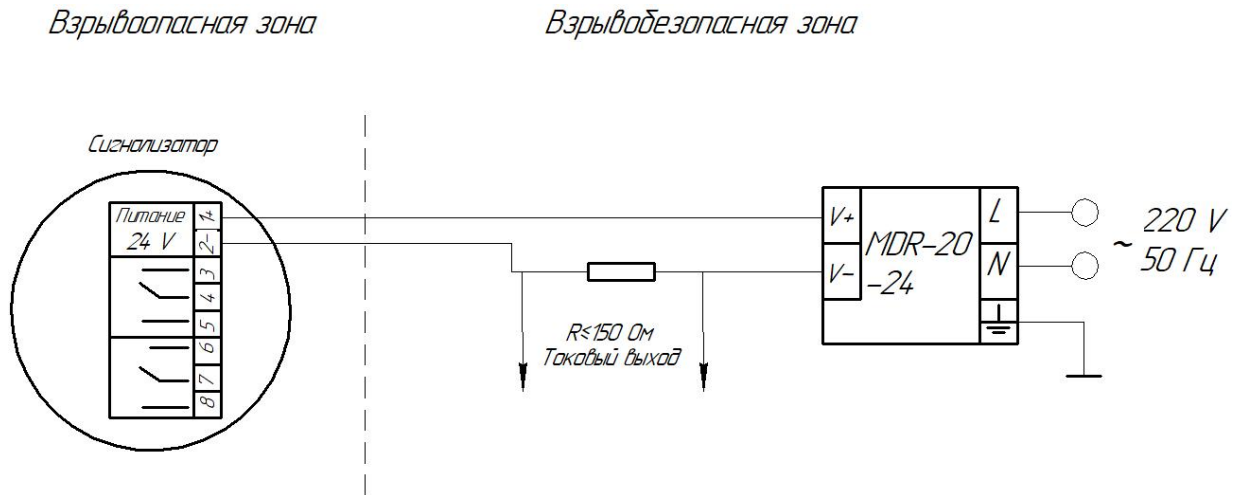 Взрывоопасная зона
Взрывобезопасная зона
Сигнализатор
Питание
24 V
1+
2-
3
4
5
6
7
8
R≤150 Ом
Токовый выход
V+
V-
MDR-20
-24
L
N
220 V
~
50 Гц